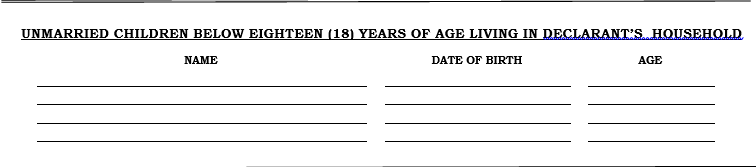 UNMARRIED CHILDREN BELOW EIGHTEEN (18) YEARS OF AGE LIVING IN DECLARANT'S HOUSEHOLD
NAME DATE OF BIRTH AGE